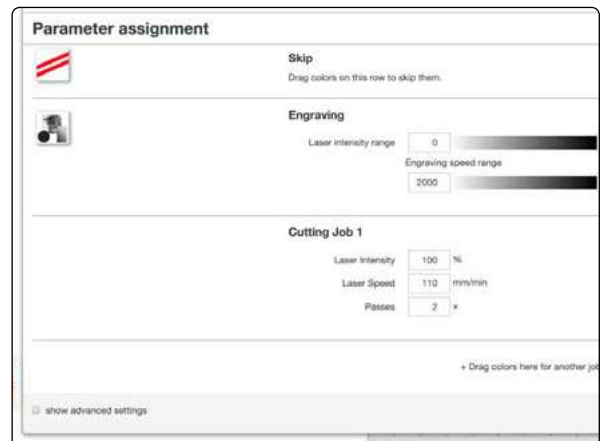 Parameter assignment
Skip
Drag colors on this row to skip them.
Engraving
Laser intensity range 0
Engraving speed range
2000
Cutting Job 1
Laser Intensity 100 %
Laser Speed 110 mm/min
Passes 2 x
+ Drag colors here for another job
show advanced settings